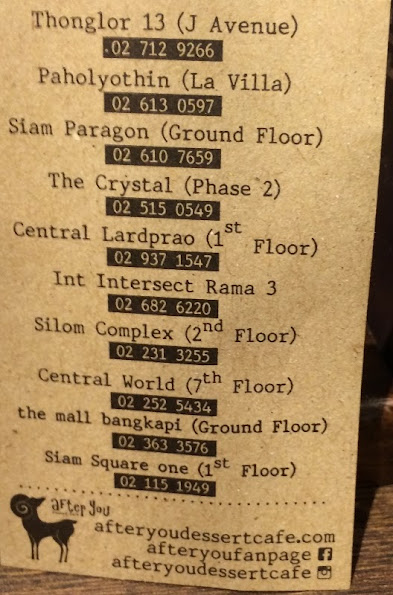 Thonglor 13 (J Avenue)
02 712 9266
Paholyothin (La Villa)
02 613 0597
Siam Paragon (Ground Floor)
02 610 7659
The Crystal (Phase 2)
02 515 0549
Central Lardprao (1st Floor)
02 937 1547
Int Intersect Rama 3
02 682 6220
Silom Complex (2nd Floor)
02 231 3255
Central World (7th Floor)
02 252 5434
the mall bangkapi (Ground Floor)
02 363 3576
Siam Square one (1st Floor)
02 115 1949
after you
afteryoudessertcafe.com
afteryoufanpage
afteryoudessertcafe